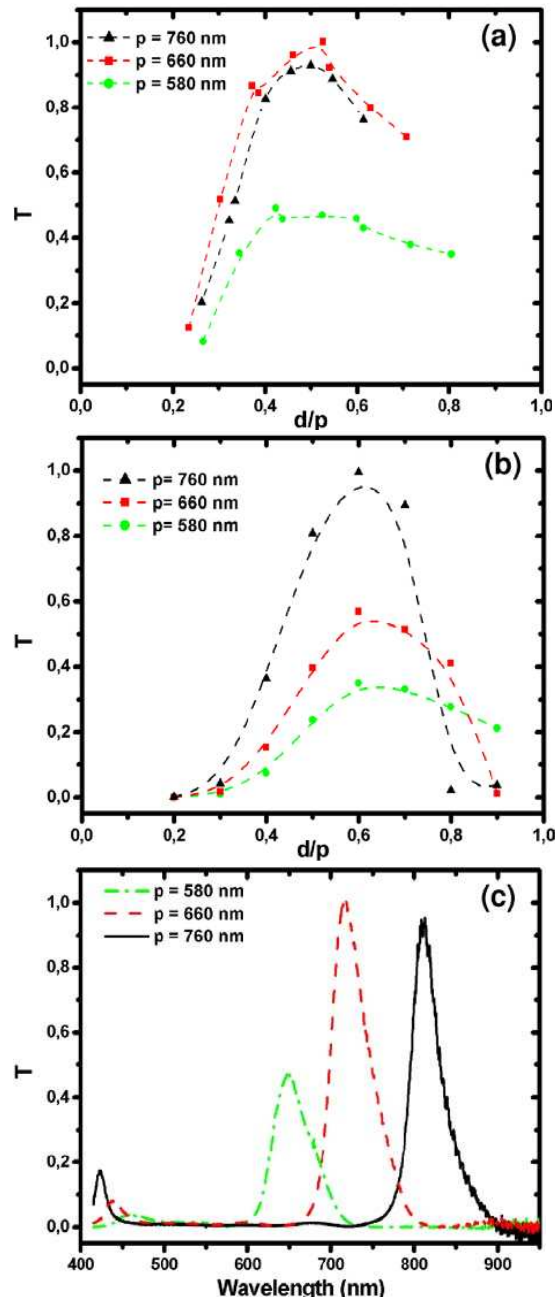 (a)
p = 760 nm
p = 660 nm
p = 580 nm
T
1,0
0,8
0,6
0,4
0,2
0,0
0,0 0,2 0,4 0,6 0,8 1,0
d/p
(b)
p= 760 nm
p= 660 nm
p= 580 nm
T
1,0
0,8
0,6
0,4
0,2
0,0
0,0 0,2 0,4 0,6 0,8 1,0
d/p
(c)
p = 580 nm
p = 660 nm
p = 760 nm
T
1,0
0,8
0,6
0,4
0,2
0,0
400 500 600 700 800 900
Wavelength (nm)